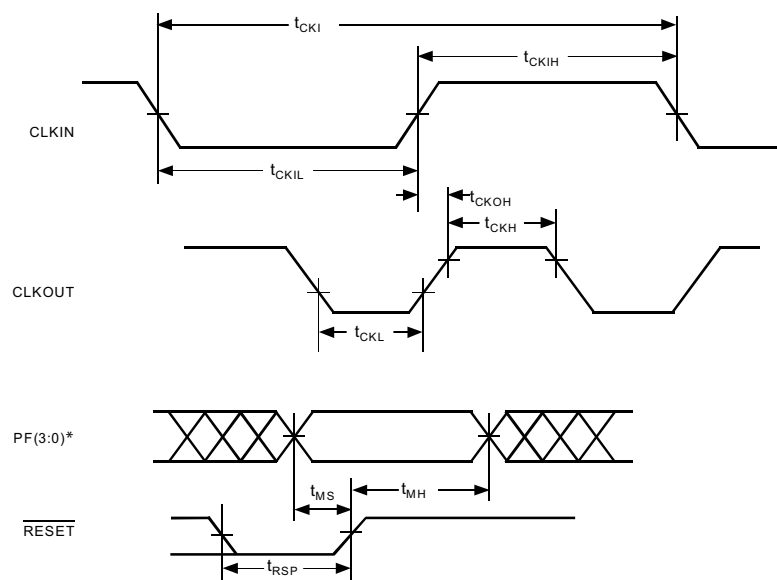 tCKI
tCKIH
CLKIN
tCKIL
tCKOH
tCKH
CLKOUT
tCKL
PF(3:0)*
tMS
tMH
RESET
tRSP